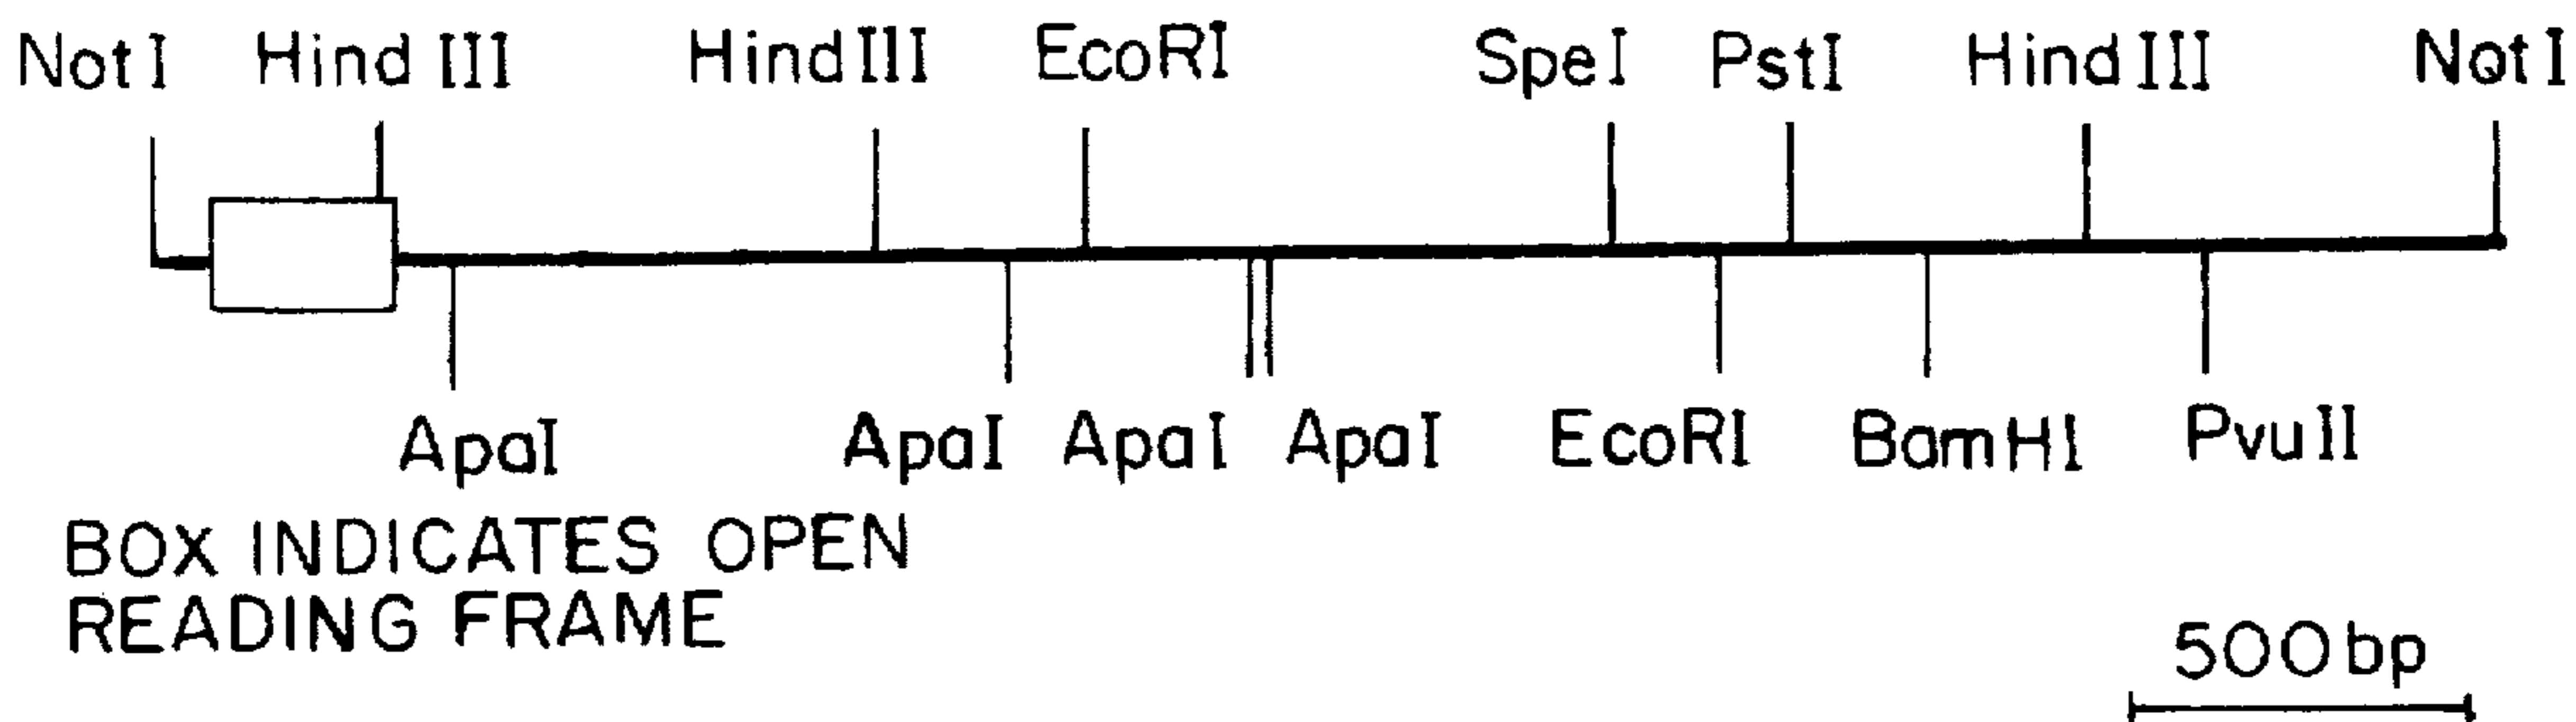 NotI HindIII HindIII EcoRI SpeI PstI HindIII NotI
ApaI ApaI ApaI ApaI EcoRI BamHI PvuII
BOX INDICATES OPEN
READING FRAME
500bp